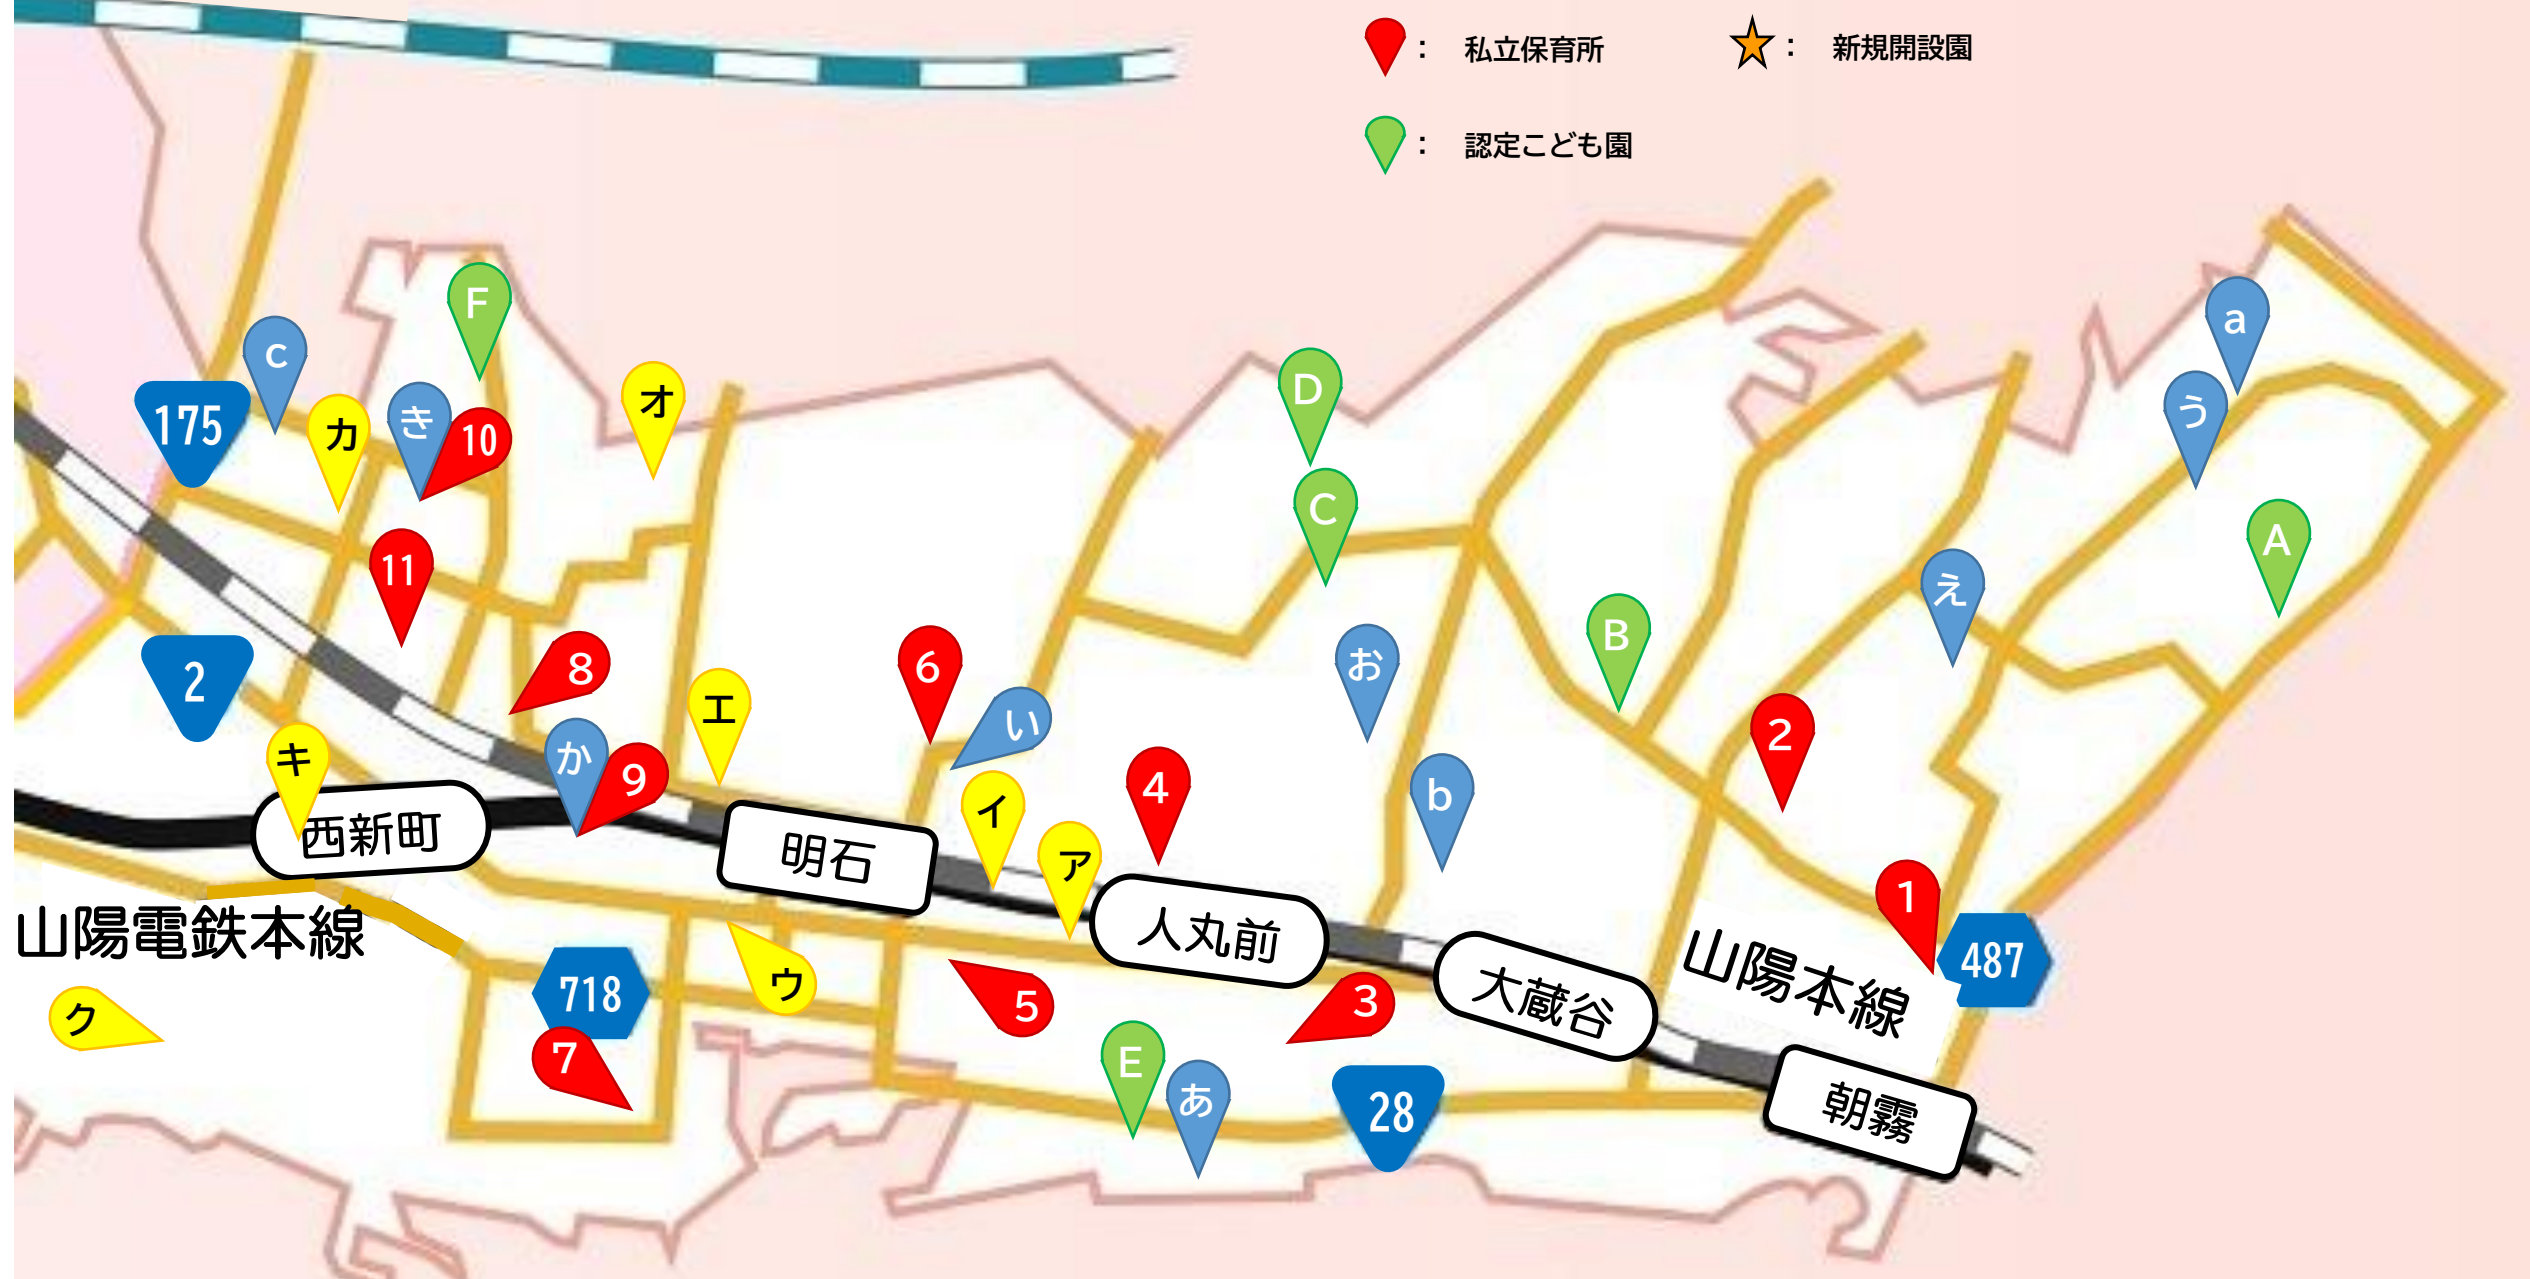 ： 私立保育所
： 新規開設園
： 認定こども園
F
a
c
D
175
カ
き
10
オ
う
C
A
11
え
B
8
6
お
2
エ
い
2
キ
か
9
4
b
イ
西新町
明石
ア
1
人丸前
山陽電鉄本線
487
718
ウ
大蔵谷
山陽本線
ク
5
3
7
E
あ
28
朝霧